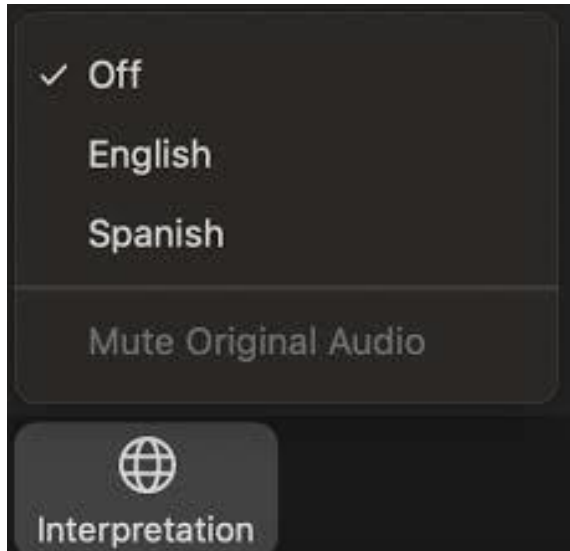 Off
English
Spanish
Mute Original Audio
Interpretation